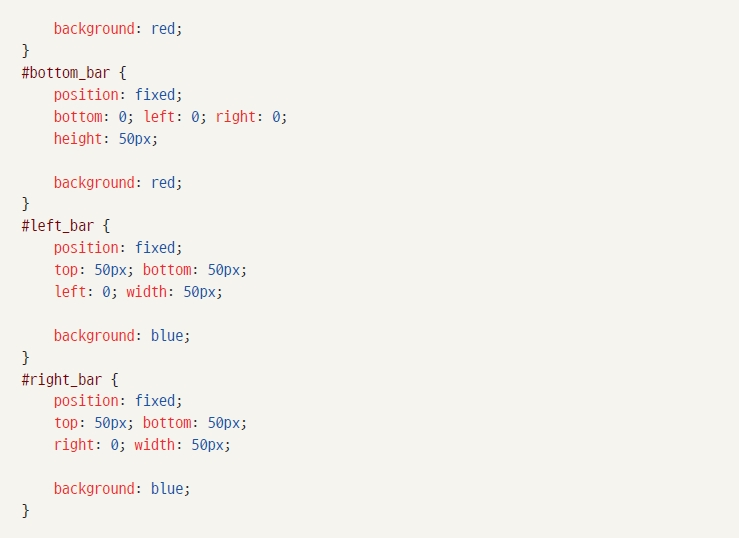 background: red;
}
#bottom_bar {
    position: fixed;
    bottom: 0; left: 0; right: 0;
    height: 50px;

    background: red;
}
#left_bar {
    position: fixed;
    top: 50px; bottom: 50px;
    left: 0; width: 50px;

    background: blue;
}
#right_bar {
    position: fixed;
    top: 50px; bottom: 50px;
    right: 0; width: 50px;

    background: blue;
}